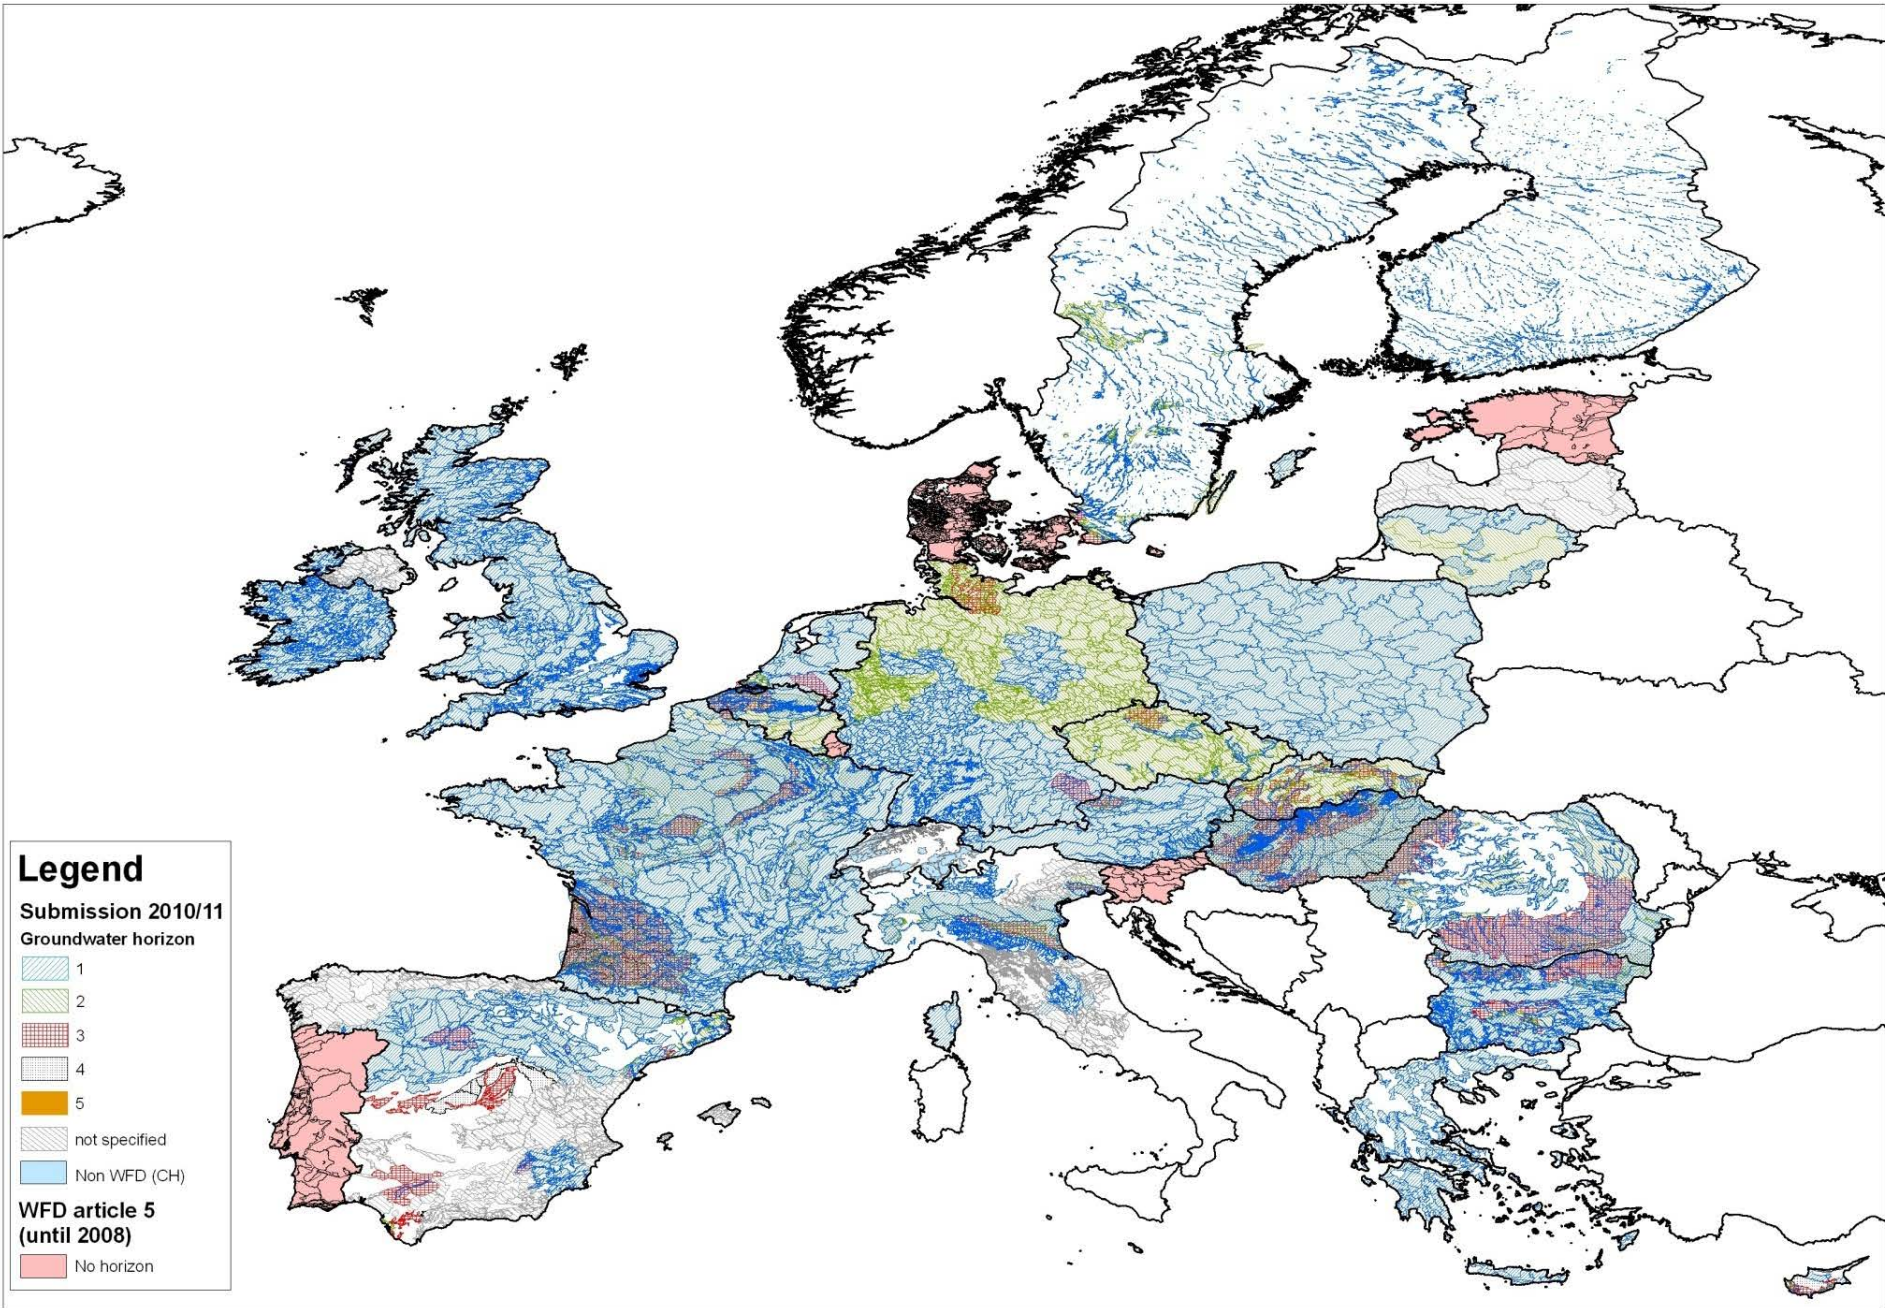 Legend
Submission 2010/11
Groundwater horizon
1
2
3
4
5
not specified
Non WFD (CH)
WFD article 5
(until 2008)
No horizon